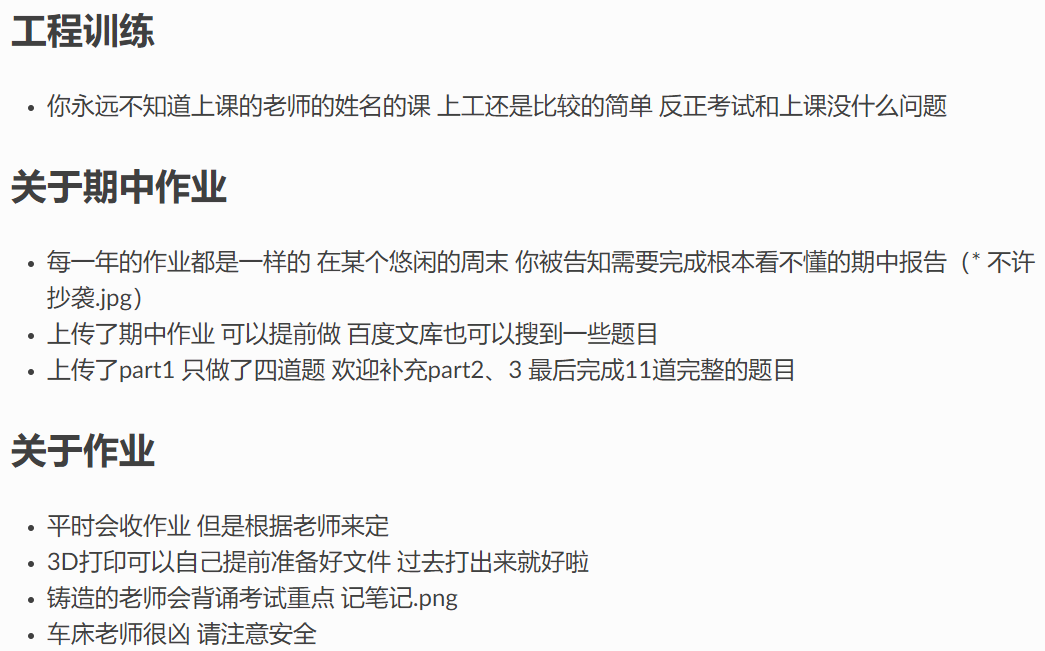 工程训练
• 你永远不知道上课的老师的姓名的课 上工还是比较的简单 反正考试和上课没什么问题
关于期中作业
• 每一年的作业都是一样的 在某个悠闲的周末 你被告知需要完成根本看不懂的期中报告（* 不许
抄袭.jpg）
• 上传了期中作业 可以提前做 百度文库也可以搜到一些题目
• 上传了part1 只做了四道题 欢迎补充part2、3 最后完成11道完整的题目
关于作业
• 平时会收作业 但是根据老师来定
• 3D打印可以自己提前准备好文件 过去打出来就好啦
• 铸造的老师会背诵考试重点 记笔记.png
• 车床老师很凶 请注意安全